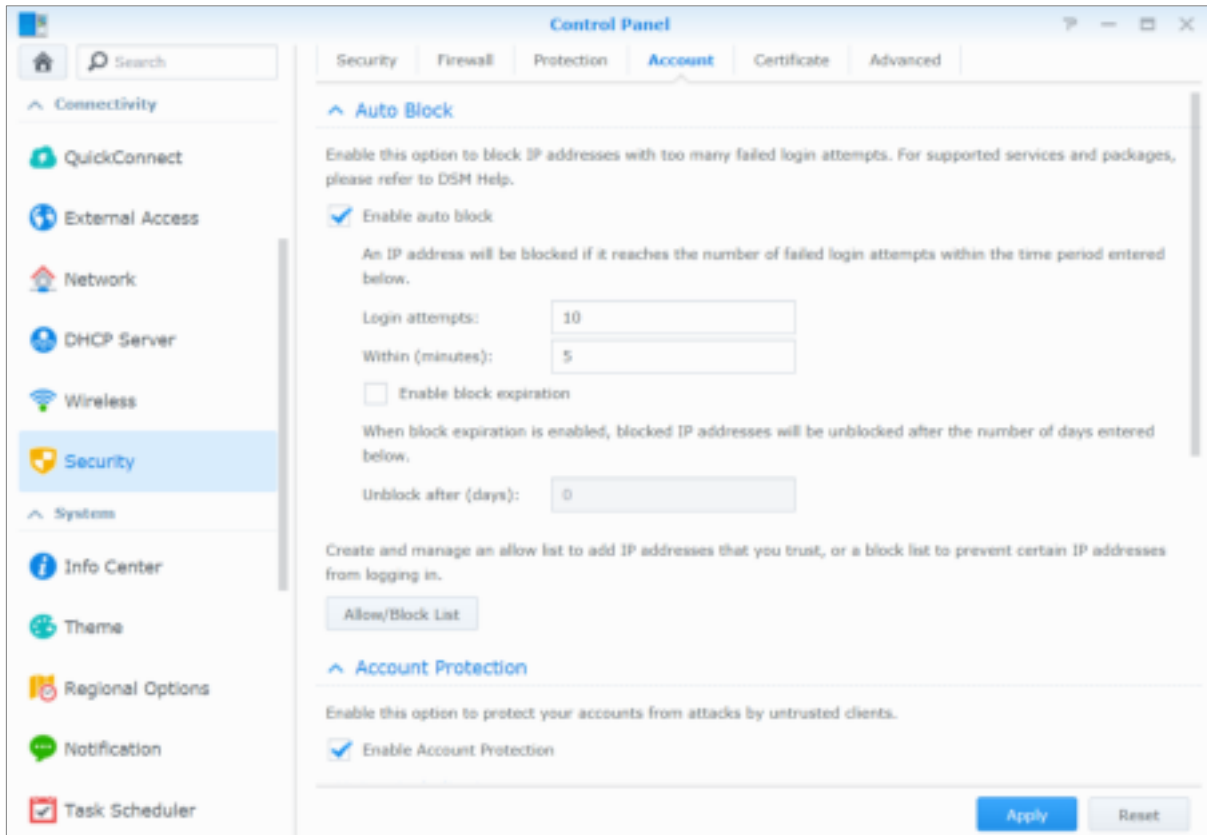 Control Panel
Search
Connectivity
QuickConnect
External Access
Network
DHCP Server
Wireless
Security
System
Info Center
Theme
Regional Options
Notification
Task Scheduler
Security Firewall Protection Account Certificate Advanced
Auto Block
Enable this option to block IP addresses with too many failed login attempts. For supported services and packages,
please refer to DSM Help.
Enable auto block
An IP address will be blocked if it reaches the number of failed login attempts within the time period entered
below.
Login attempts: 10
Within (minutes): 5
Enable block expiration
When block expiration is enabled, blocked IP addresses will be unblocked after the number of days entered
below.
Unblock after (days): 0
Create and manage an allow list to add IP addresses that you trust, or a block list to prevent certain IP addresses
from logging in.
Allow/Block List
Account Protection
Enable this option to protect your accounts from attacks by untrusted clients.
Enable Account Protection
Apply Reset